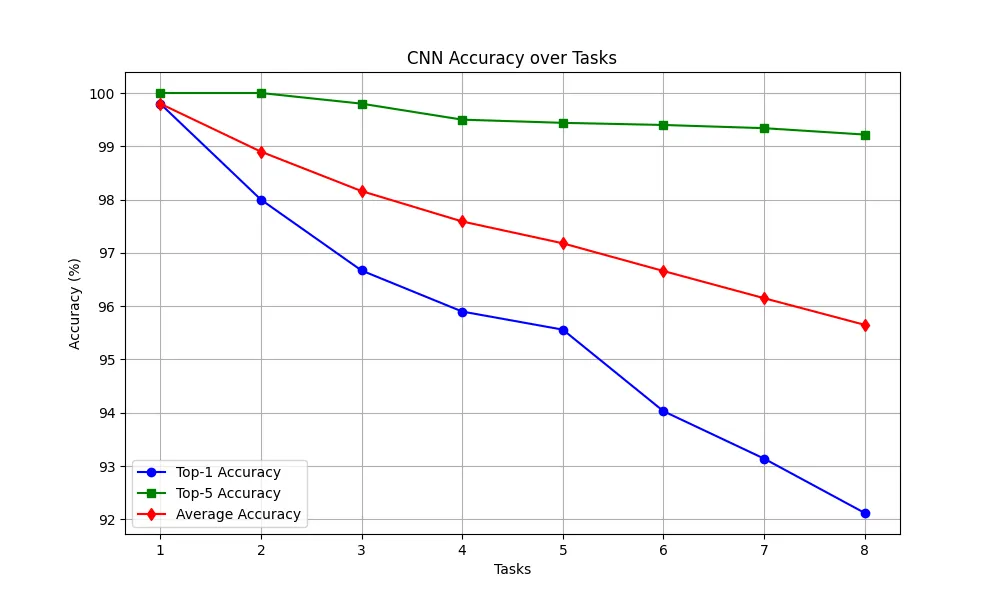 CNN Accuracy over Tasks
Accuracy (%)
100
99
98
97
96
95
94
93
92
Top-1 Accuracy
Top-5 Accuracy
Average Accuracy
1 2 3 4 5 6 7 8
Tasks